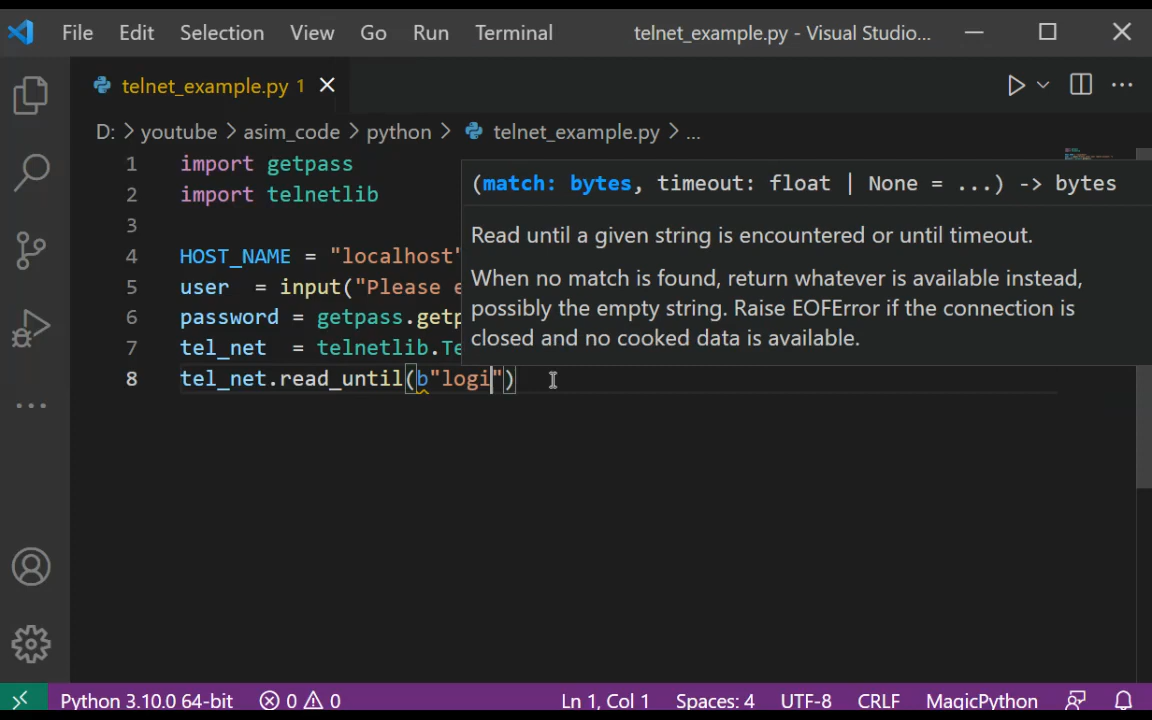 File Edit Selection View Go Run Terminal telnet_example.py - Visual Studio...
telnet_example.py 1
D: > youtube > asim_code > python > telnet_example.py > ...
1 import getpass
2 import telnetlib
3
4 HOST_NAME = "localhost"
5 user = input("Please e
6 password = getpass.getp
7 tel_net = telnetlib.Te
8 tel_net.read_until(b"logi")
(match: bytes, timeout: float | None = ...) -> bytes
Read until a given string is encountered or until timeout.
When no match is found, return whatever is available instead,
possibly the empty string. Raise EOFError if the connection is
closed and no cooked data is available.
Python 3.10.0 64-bit 0 0 Ln 1, Col 1 Spaces: 4 UTF-8 CRLF MagicPython